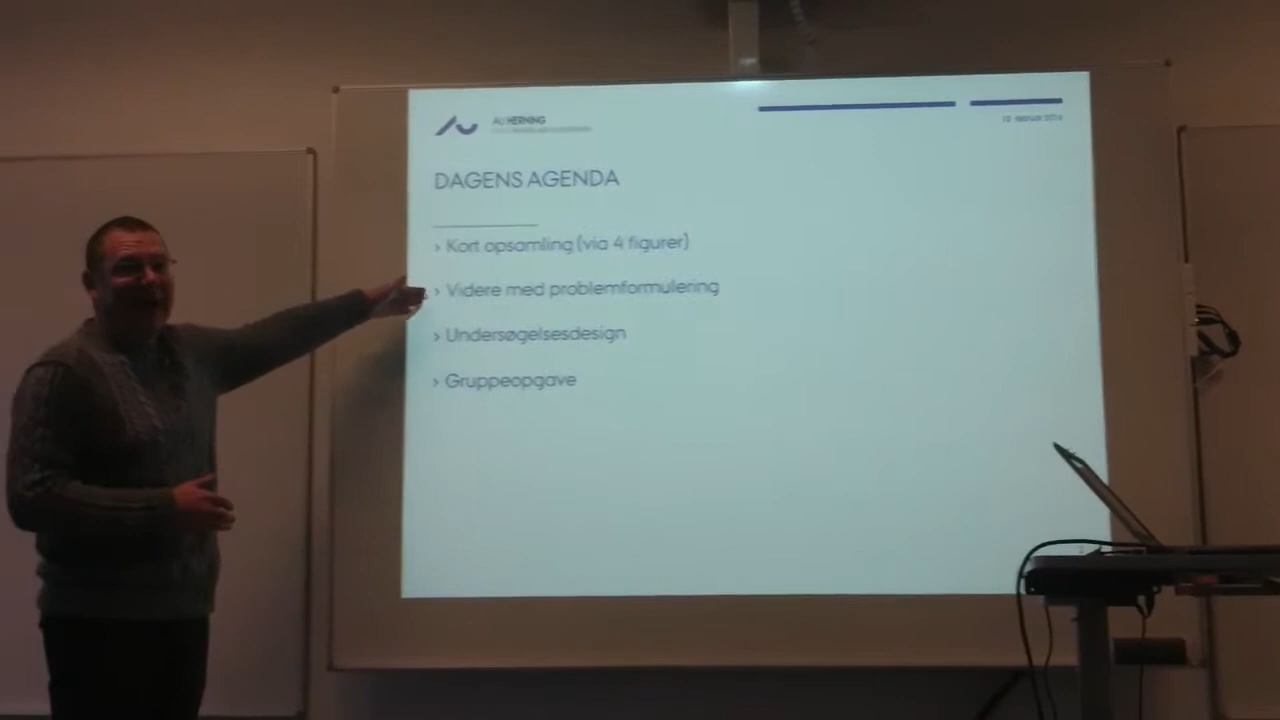 AU HERNING
DAGENS AGENDA
› Kort opsamling (via 4 figurer)
› Videre med problemformulering
› Undersøgelsesdesign
› Gruppeopgave